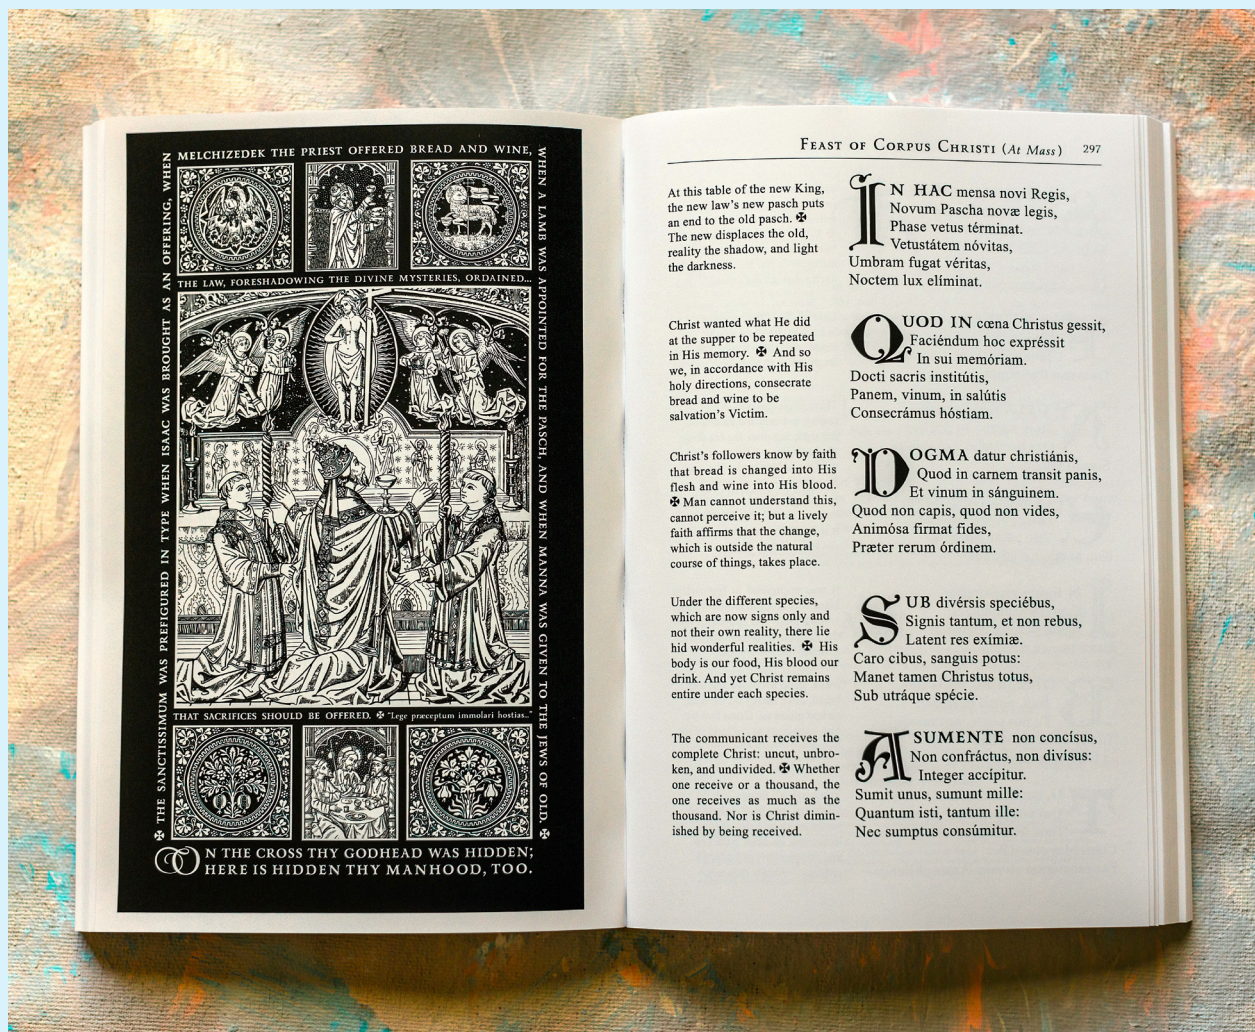 MELCHIZEDEK THE PRIEST OFFERED BREAD AND WINE,
THE LAW, FORESHADOWING THE DIVINE MYSTERIES, ORDAINED...
THAT SACRIFICES SHOULD BE OFFERED. ✠ "Lege præceptum immolari hostias..."
✠ THE SANCTISSIMUM WAS PREFIGURED IN TYPE WHEN ISAAC WAS BROUGHT AS AN OFFERING, WHEN
WHEN A LAMB WAS APPOINTED FOR THE PASCH, AND WHEN MANNA WAS GIVEN TO THE JEWS OF OLD. ✠
ON THE CROSS THY GODHEAD WAS HIDDEN;
HERE IS HIDDEN THY MANHOOD, TOO.
FEAST OF CORPUS CHRISTI (At Mass) 297
At this table of the new King,
the new law's new pasch puts
an end to the old pasch. ✠
The new displaces the old,
reality the shadow, and light
the darkness.
IN HAC mensa novi Regis,
Novum Pascha novæ legis,
Phase vetus términat.
Vetustátem nóvitas,
Umbram fugat véritas,
Noctem lux elíminat.
Christ wanted what He did
at the supper to be repeated
in His memory. ✠ And so
we, in accordance with His
holy directions, consecrate
bread and wine to be
salvation's Victim.
QUOD IN cœna Christus gessit,
Faciéndum hoc expréssit
In sui memóriam.
Docti sacris institútis,
Panem, vinum, in salútis
Consecrámus hóstiam.
Christ's followers know by faith
that bread is changed into His
flesh and wine into His blood.
✠ Man cannot understand this,
cannot perceive it; but a lively
faith affirms that the change,
which is outside the natural
course of things, takes place.
DOGMA datur christiánis,
Quod in carnem transit panis,
Et vinum in sánguinem.
Quod non capis, quod non vides,
Animósa firmat fides,
Præter rerum órdinem.
Under the different species,
which are now signs only and
not their own reality, there lie
hid wonderful realities. ✠ His
body is our food, His blood our
drink. And yet Christ remains
entire under each species.
SUB divérsis speciébus,
Signis tantum, et non rebus,
Latent res exímiæ.
Caro cibus, sanguis potus:
Manet tamen Christus totus,
Sub utráque spécie.
The communicant receives the
complete Christ: uncut, unbro-
ken, and undivided. ✠ Whether
one receive or a thousand, the
one receives as much as the
thousand. Nor is Christ dimin-
ished by being received.
ASUMENTE non concísus,
Non confráctus, non divísus:
Integer accípitur.
Sumit unus, sumunt mille:
Quantum isti, tantum ille:
Nec sumptus consúmitur.